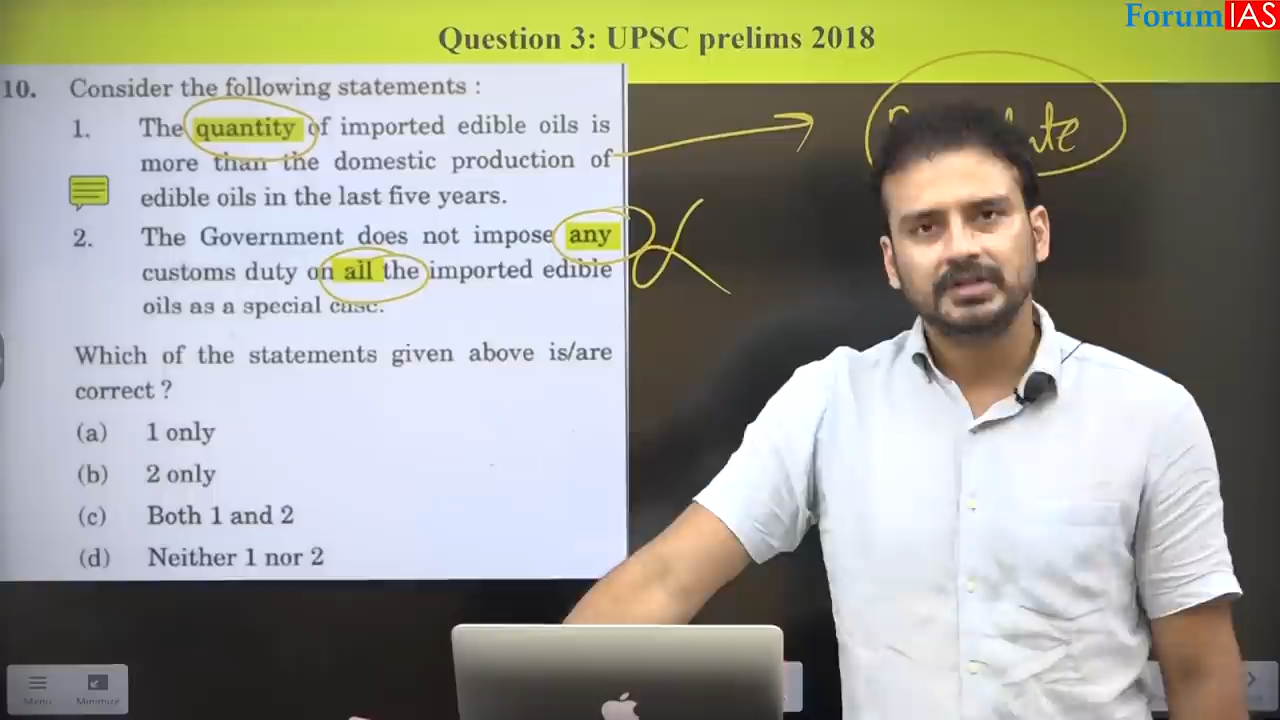 ForumIAS
Question 3: UPSC prelims 2018
10. Consider the following statements :
1. The quantity of imported edible oils is
more than the domestic production of
edible oils in the last five years.
2. The Government does not impose any
customs duty on all the imported edible
oils as a special case.
Which of the statements given above is/are
correct ?
(a) 1 only
(b) 2 only
(c) Both 1 and 2
(d) Neither 1 nor 2
Menu Minimize